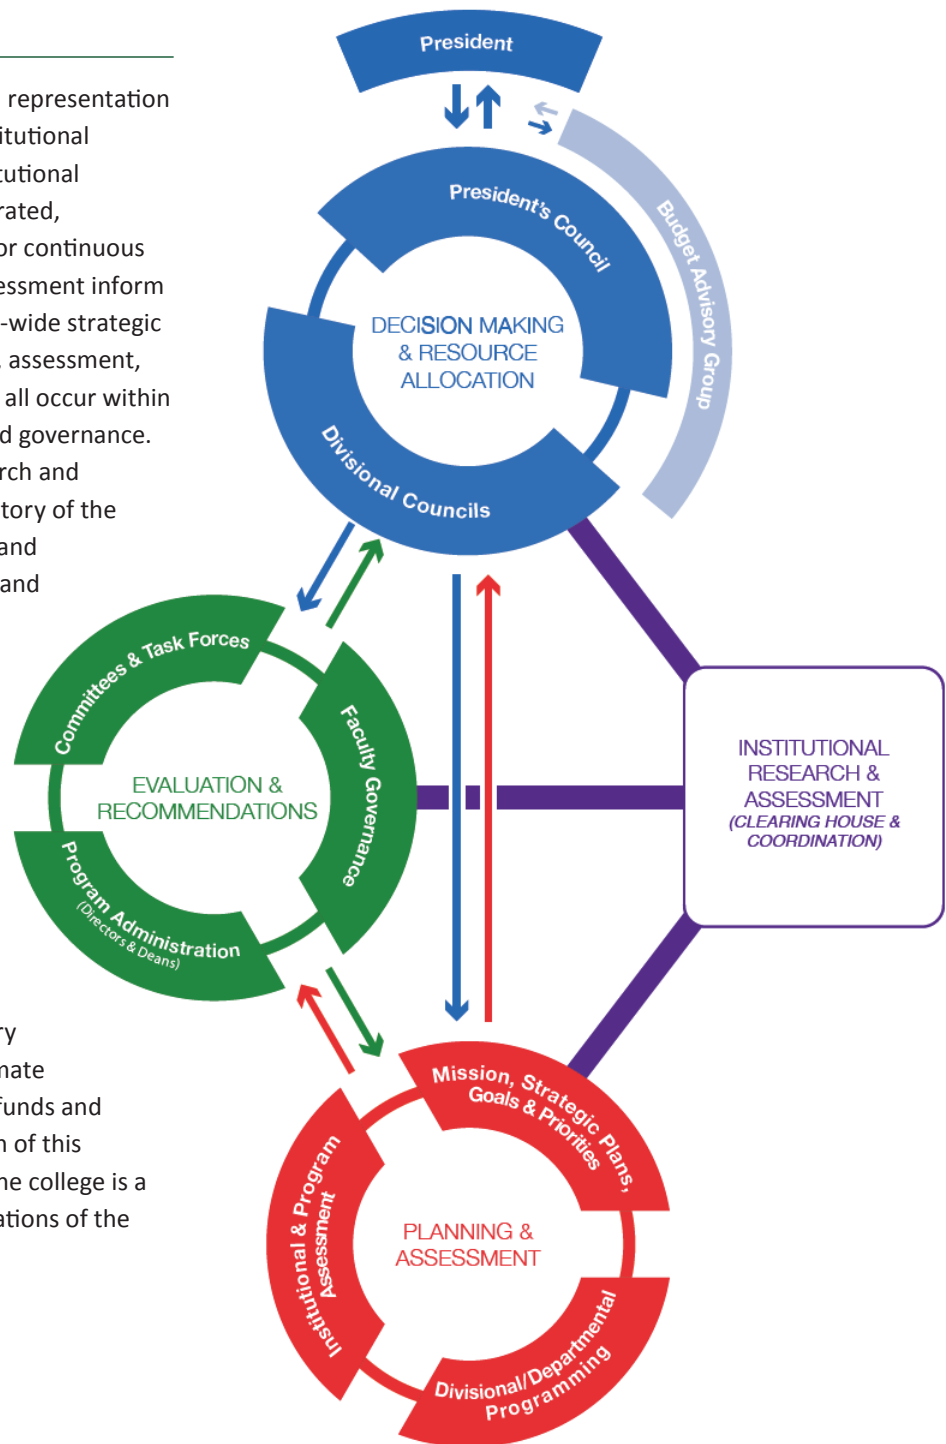 representation
itutional
tutional
rated,
or continuous
essment inform
-wide strategic
assessment,
all occur within
d governance.
rch and
tory of the
and
and
ry
mate
funds and
n of this
he college is a
ations of the
President
President's Council
Budget Advisory Group
DECISION MAKING
& RESOURCE
ALLOCATION
Divisional Councils
Committees & Task Forces
Faculty Governance
EVALUATION &
RECOMMENDATIONS
Program Administration
(Directors & Deans)
INSTITUTIONAL
RESEARCH &
ASSESSMENT
(CLEARING HOUSE &
COORDINATION)
Mission, Strategic Plans,
Goals & Priorities
Institutional & Program
Assessment
PLANNING &
ASSESSMENT
Divisional/Departmental
Programming